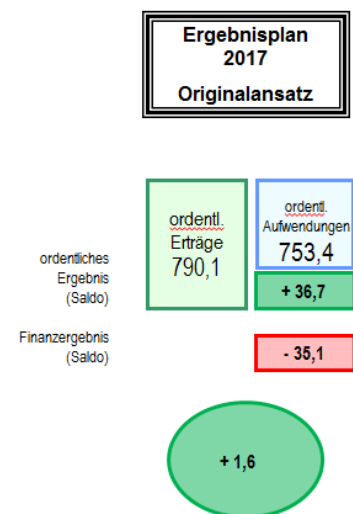 Ergebnisplan
2017
Originalansatz
ordentl.
Erträge
790,1
ordentl.
Aufwendungen
753,4
ordentliches
Ergebnis
(Saldo)
+ 36,7
Finanzergebnis
(Saldo)
- 35,1
+ 1,6